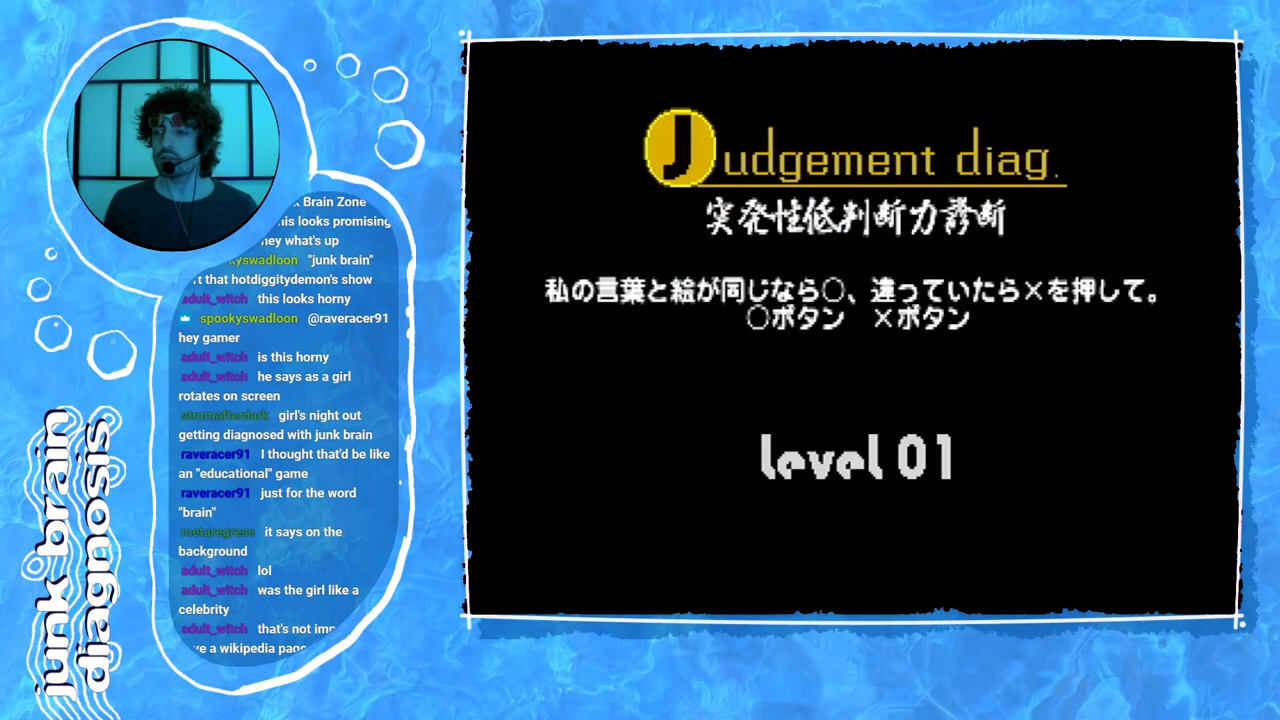 Judgement diag.
突発性低判断力診断
私の言葉と絵が同じなら○、違っていたら×を押して。
○ボタン ×ボタン
level 01
Brain Zone
his looks promising
hey what's up
kyswadloon "junk brain"
t that hotdiggitydemon's show
adult_witch this looks horny
spookyswadloon @raveracer91
hey gamer
adult_witch is this horny
adult_witch he says as a girl
rotates on screen
stromafterdark girl's night out
getting diagnosed with junk brain
raveracer91 I thought that'd be like
an "educational" game
raveracer91 just for the word
"brain"
metaregress it says on the
background
adult_witch lol
adult_witch was the girl like a
celebrity
adult_witch that's not
ve a wikipedia page
junk brain
diagnosis